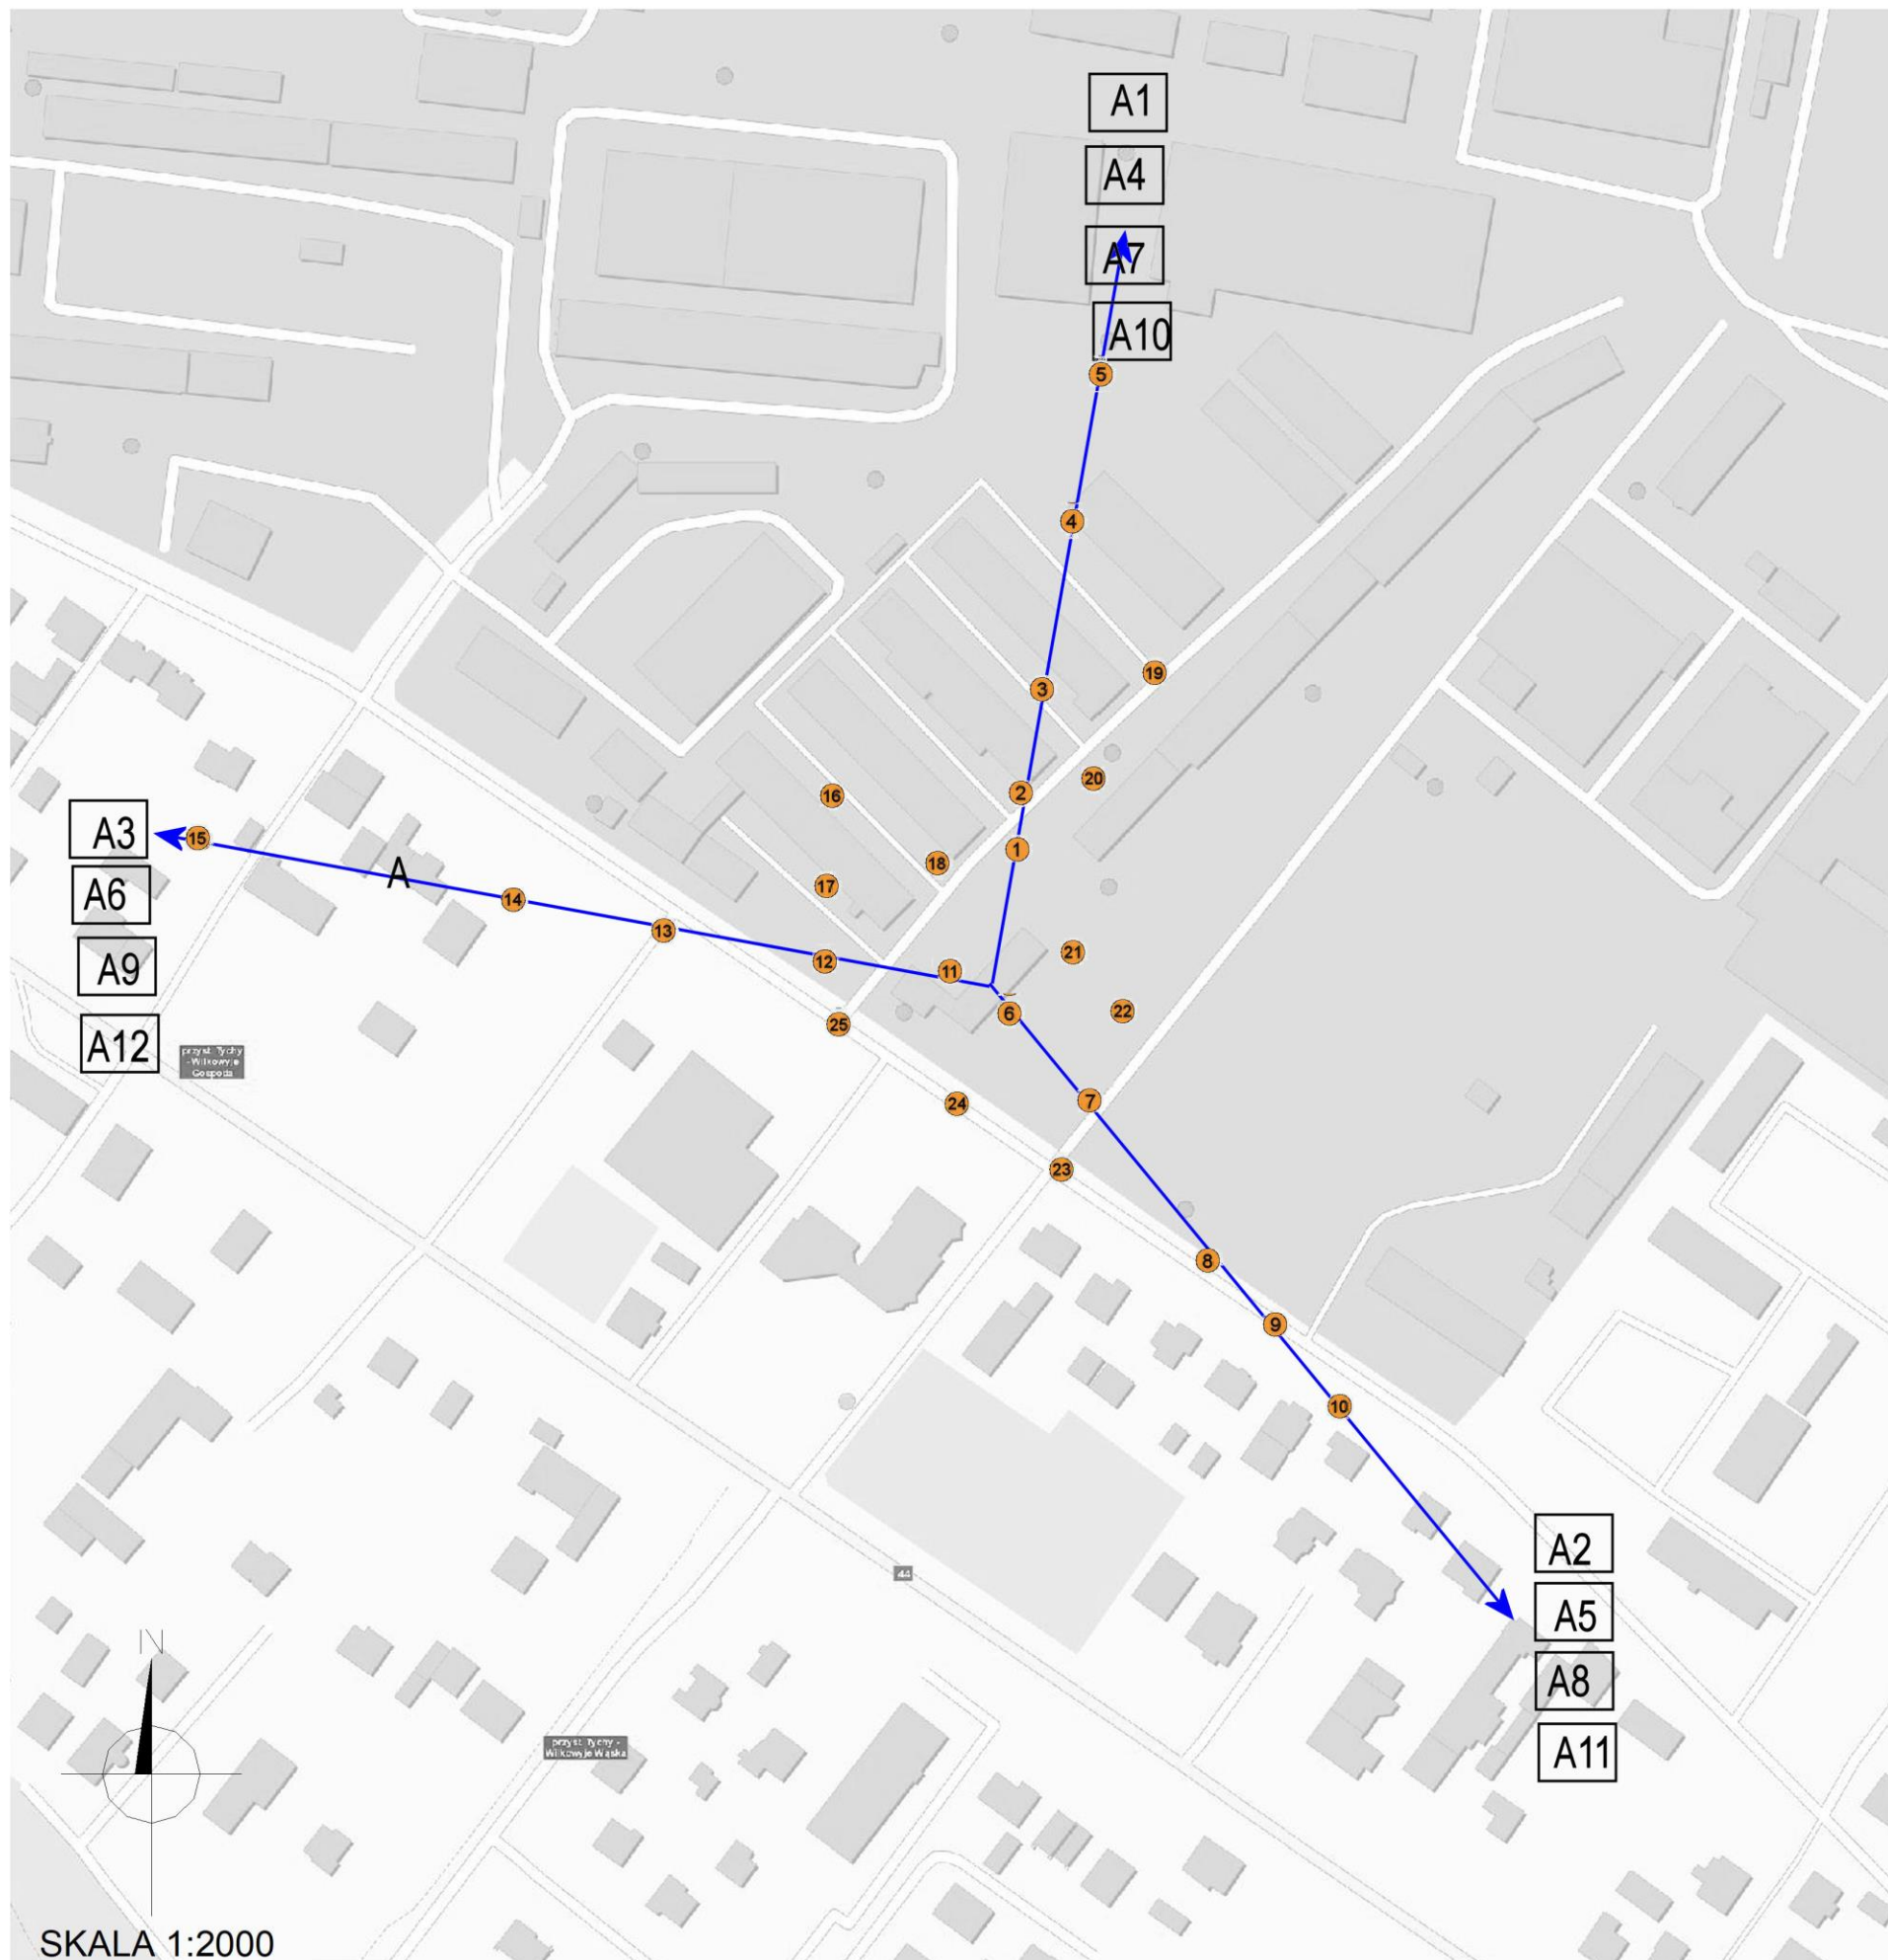 A1
A4
A7
A10
5
4
19
3
16
20
2
A3
15
1
18
A
A6
17
14
13
21
12
A9
11
22
6
25
A12
przyst. Tychy
- Wilkowyje
Gospoda
7
24
23
8
9
10
A2
44
A5
N
A8
przyst. Tychy -
Wilkowyje Wąska
A11
SKALA 1:2000